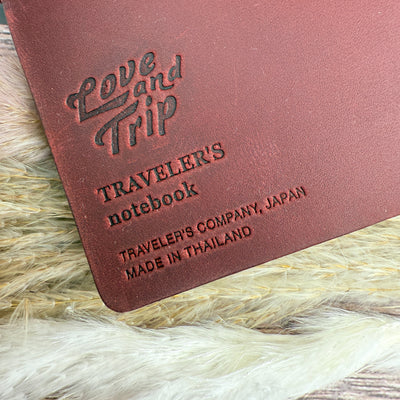 Love and
Trip
TRAVELER'S
notebook
TRAVELER'S COMPANY, JAPAN
MADE IN THAILAND